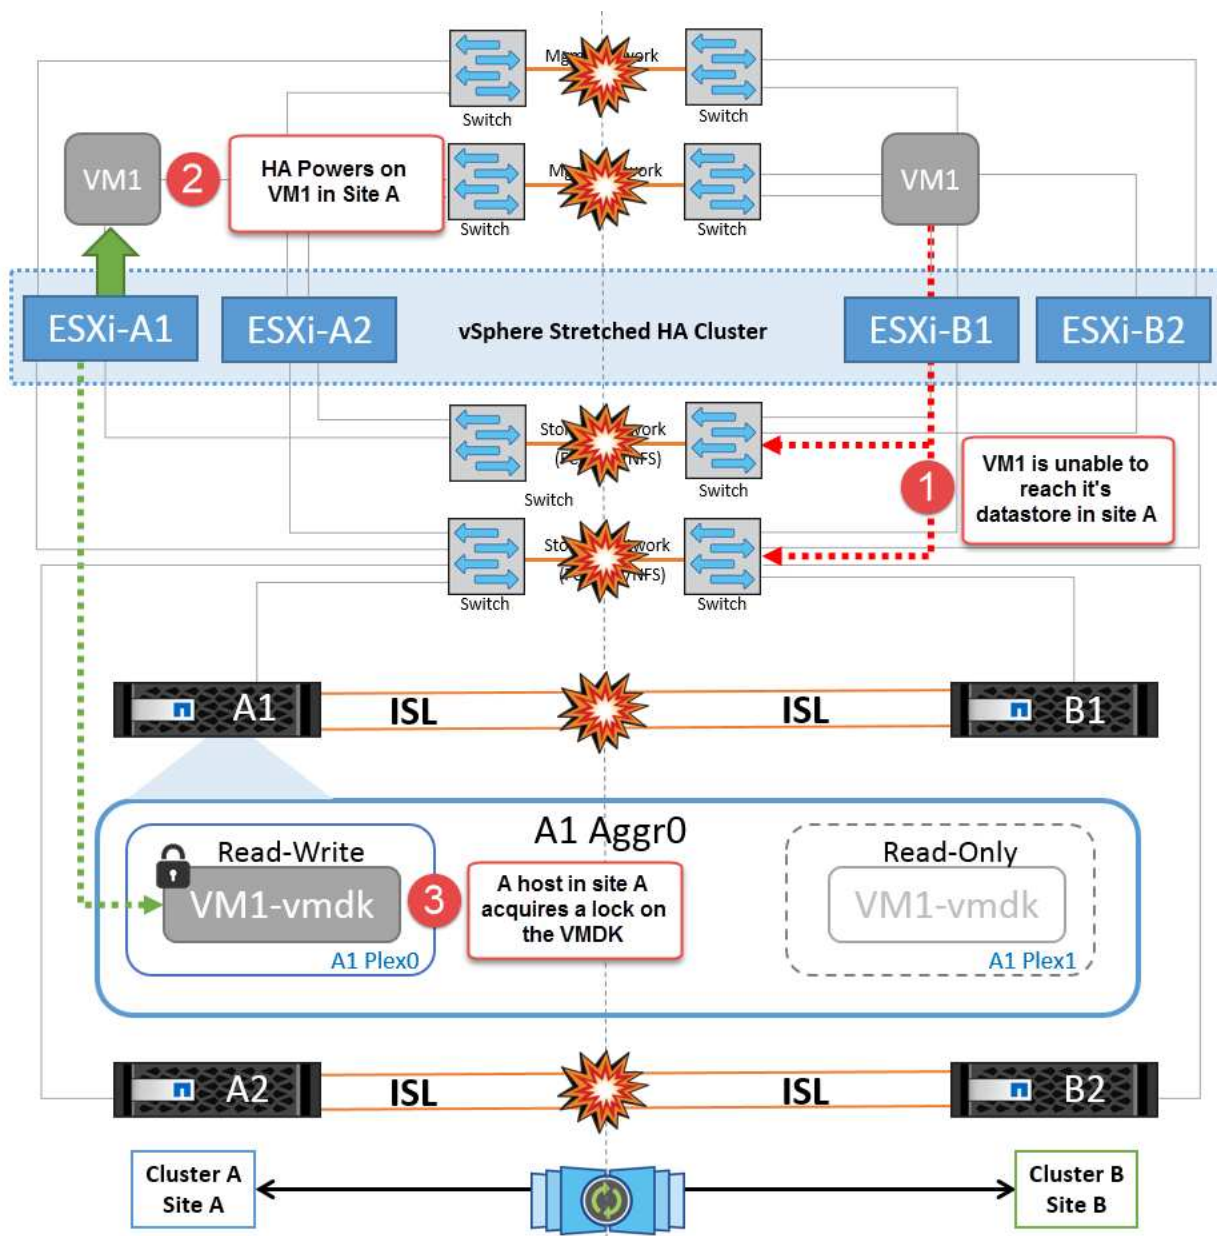 Switch
Switch
VM1
2
HA Powers on
VM1 in Site A
VM1
Switch
Switch
ESXi-A1
ESXi-A2
vSphere Stretched HA Cluster
ESXi-B1
ESXi-B2
Switch
Switch
1
VM1 is unable to
reach it's
datastore in site A
Switch
Switch
A1
ISL
ISL
B1
A1 Aggr0
Read-Write
VM1-vmdk
A1 Plex0
3
A host in site A
acquires a lock on
the VMDK
Read-Only
VM1-vmdk
A1 Plex1
A2
ISL
ISL
B2
Cluster A
Site A
Cluster B
Site B